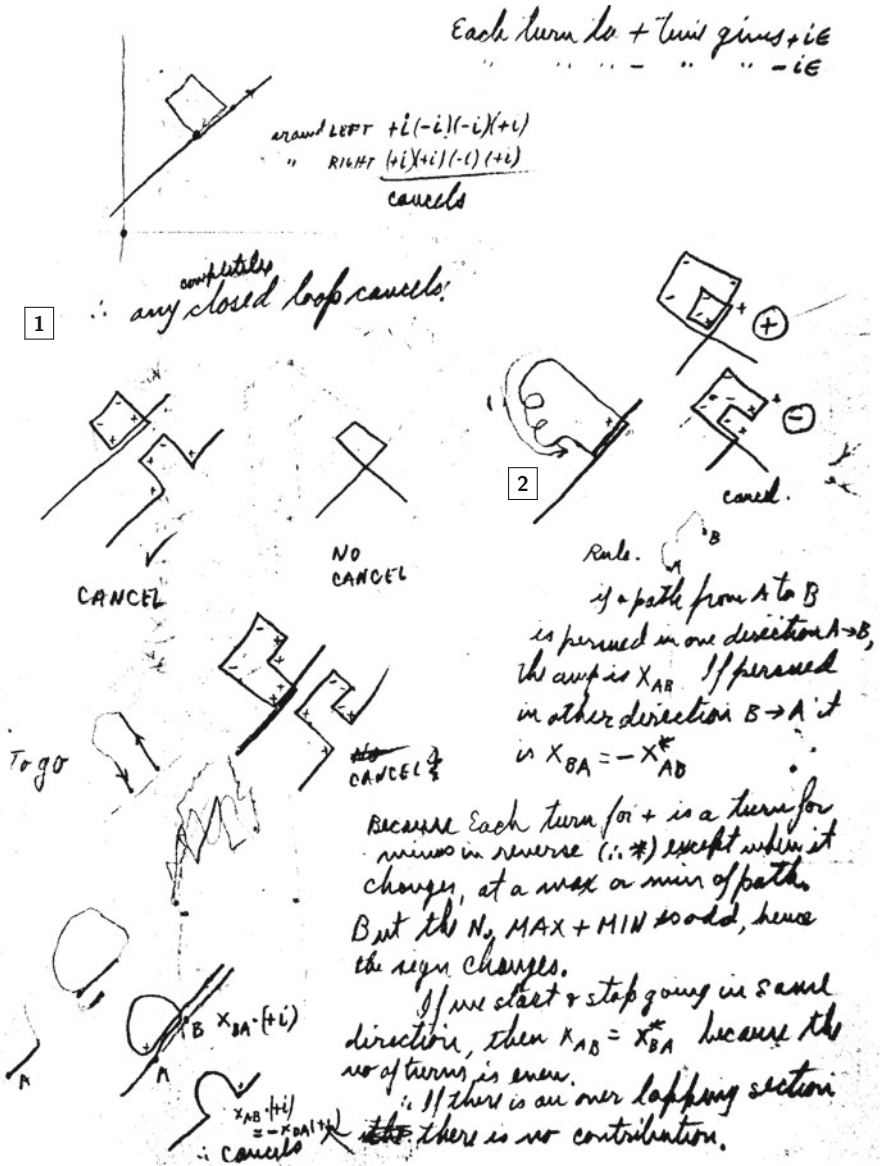 Each turn to + time gives +iϵ
" " " − " " −iϵ
around LEFT +i(-i)(-i)(+i)
" RIGHT (+i)(+i)(-i)(+i)
cancels
completely
∴ any closed loop cancels!
1
2
CANCEL
NO
CANCEL
cancel.
Rule.
A
B
if a path from A to B
is persued in one direction A→B,
the amp is X_AB. If persued
in other direction B→A it
is X_BA = −X*_AB
To go
CANCELS
Because Each turn for + is a turn for
minus in reverse (∴ *) except when it
changes, at a max or min of path.
But the No. MAX + MIN is odd, hence
the sign changes.
If we start & stop going in same
direction, then X_AB = X*_BA because the
no of turns is even.
∴ If there is an over lapping section
there is no contribution.
A
B X_BA·(+i)
A
X_AB·(+i)
= −X_BA(+i)
∴ cancels